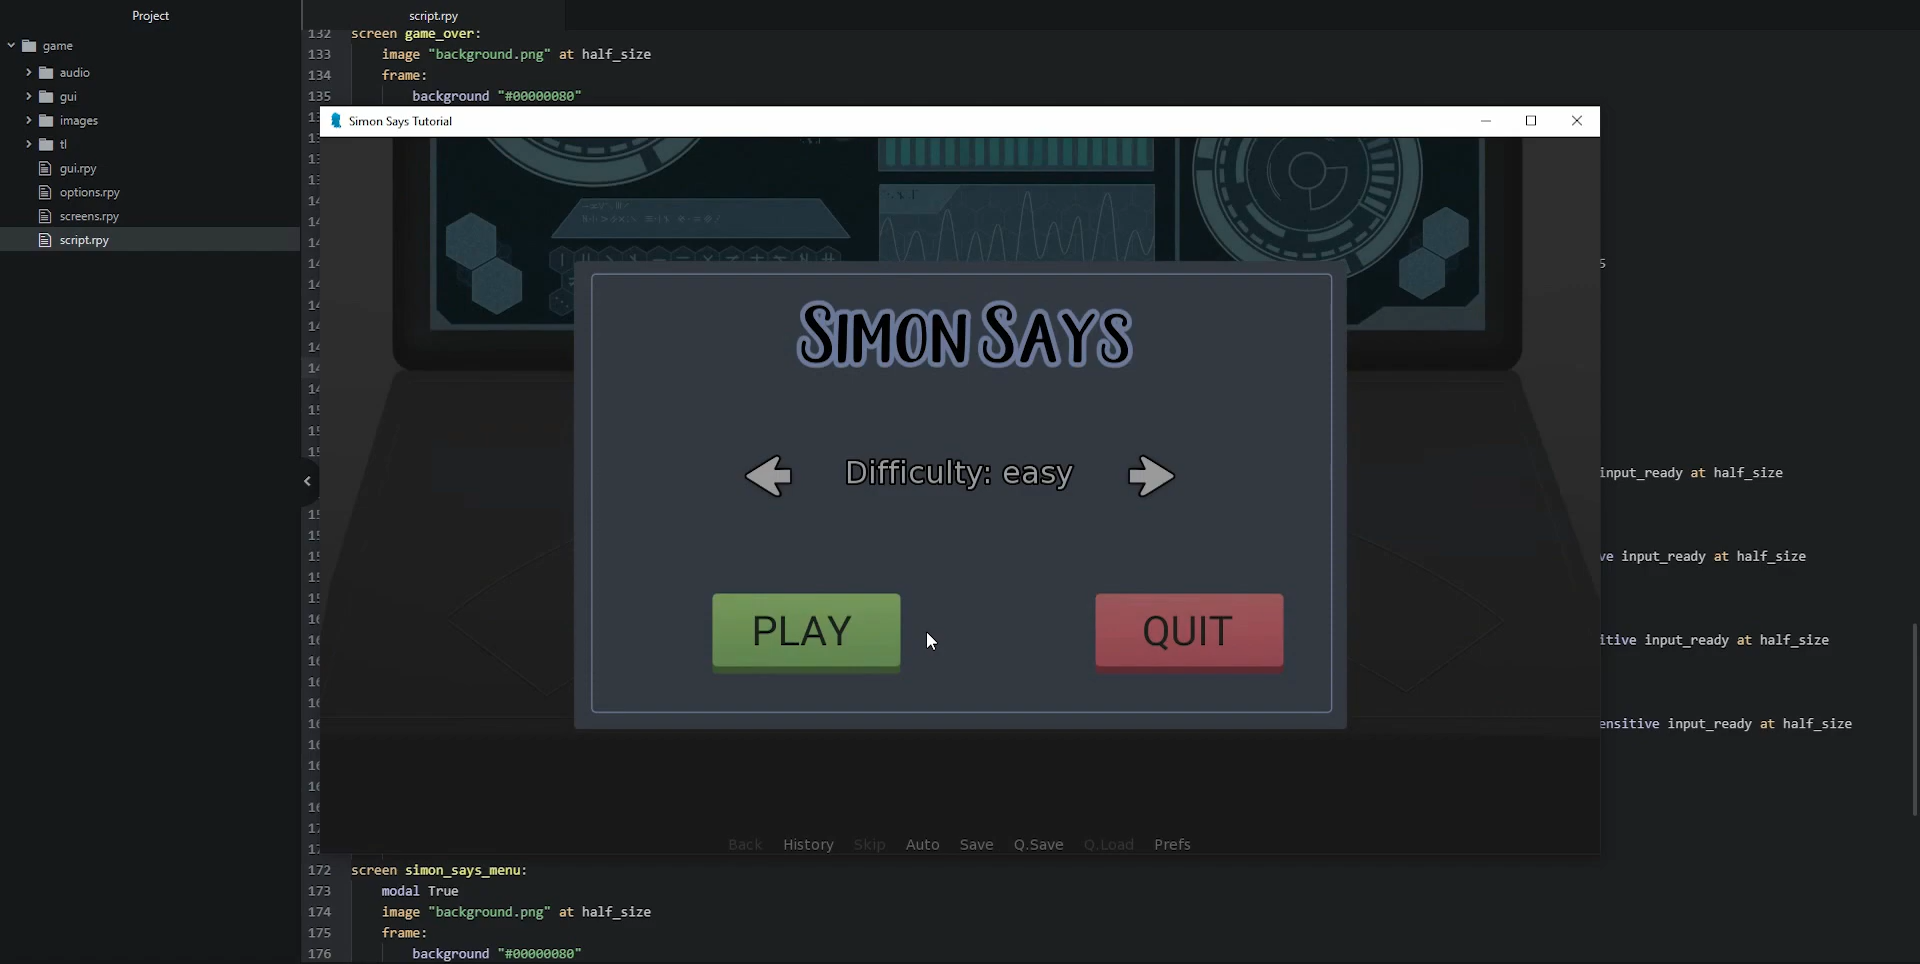 Project
game
audio
gui
images
tl
gui.rpy
options.rpy
screens.rpy
script.rpy
script.rpy
132 screen game_over:
133 image "background.png" at half_size
134 frame:
135 background "#00000080"
Simon Says Tutorial
SIMON SAYS
Difficulty: easy
PLAY
QUIT
Back History Skip Auto Save Q.Save Q.Load Prefs
5
input_ready at half_size
ve input_ready at half_size
itive input_ready at half_size
ensitive input_ready at half_size
172 screen simon_says_menu:
173 modal True
174 image "background.png" at half_size
175 frame:
176 background "#00000080"